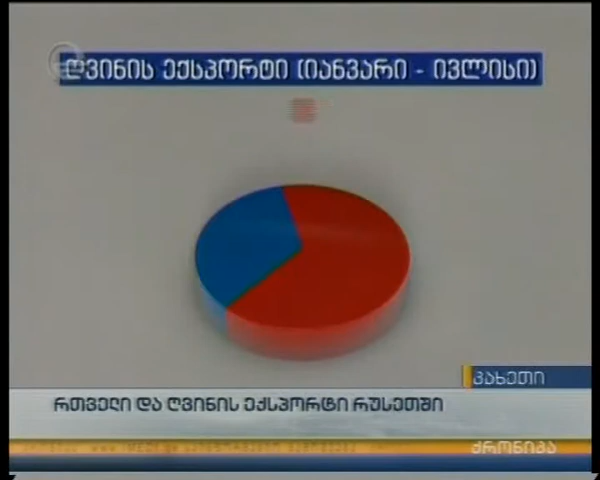 ღვინის ექსპორტი (იანვარი - ივლისი)
კახეთი
რთველი და ღვინის ექსპორტი რუსეთში
ქრონიკა